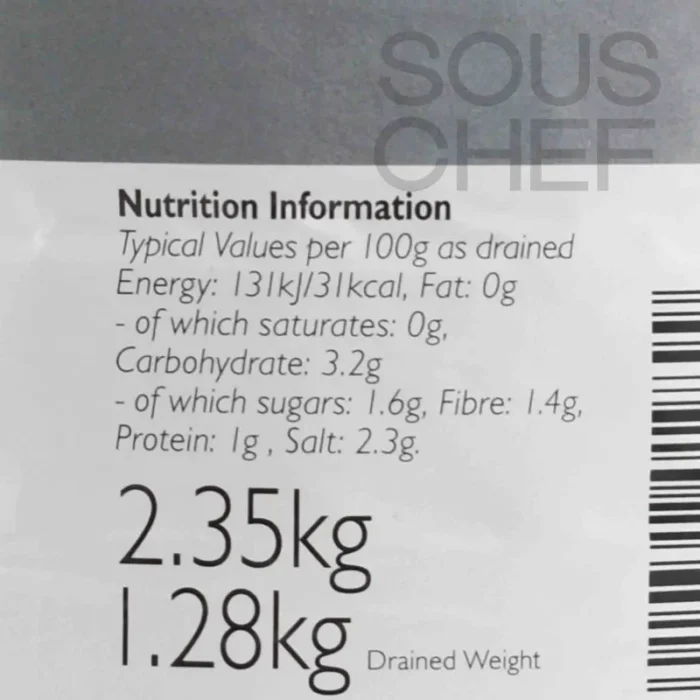 SOUS
CHEF
Nutrition Information
Typical Values per 100g as drained
Energy: 131kJ/31kcal, Fat: 0g
- of which saturates: 0g,
Carbohydrate: 3.2g
- of which sugars: 1.6g, Fibre: 1.4g,
Protein: 1g , Salt: 2.3g.
2.35kg
1.28kg Drained Weight